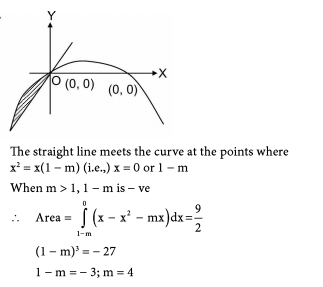 Y
X
O (0, 0)
(0, 0)
The straight line meets the curve at the points where
x² = x(1 – m) (i.e.,) x = 0 or 1 – m
When m > 1, 1 – m is – ve
∴ Area = ∫₁₋ₘ⁰ (x – x² – mx)dx = 9/2
(1 – m)³ = – 27
1 – m = – 3; m = 4